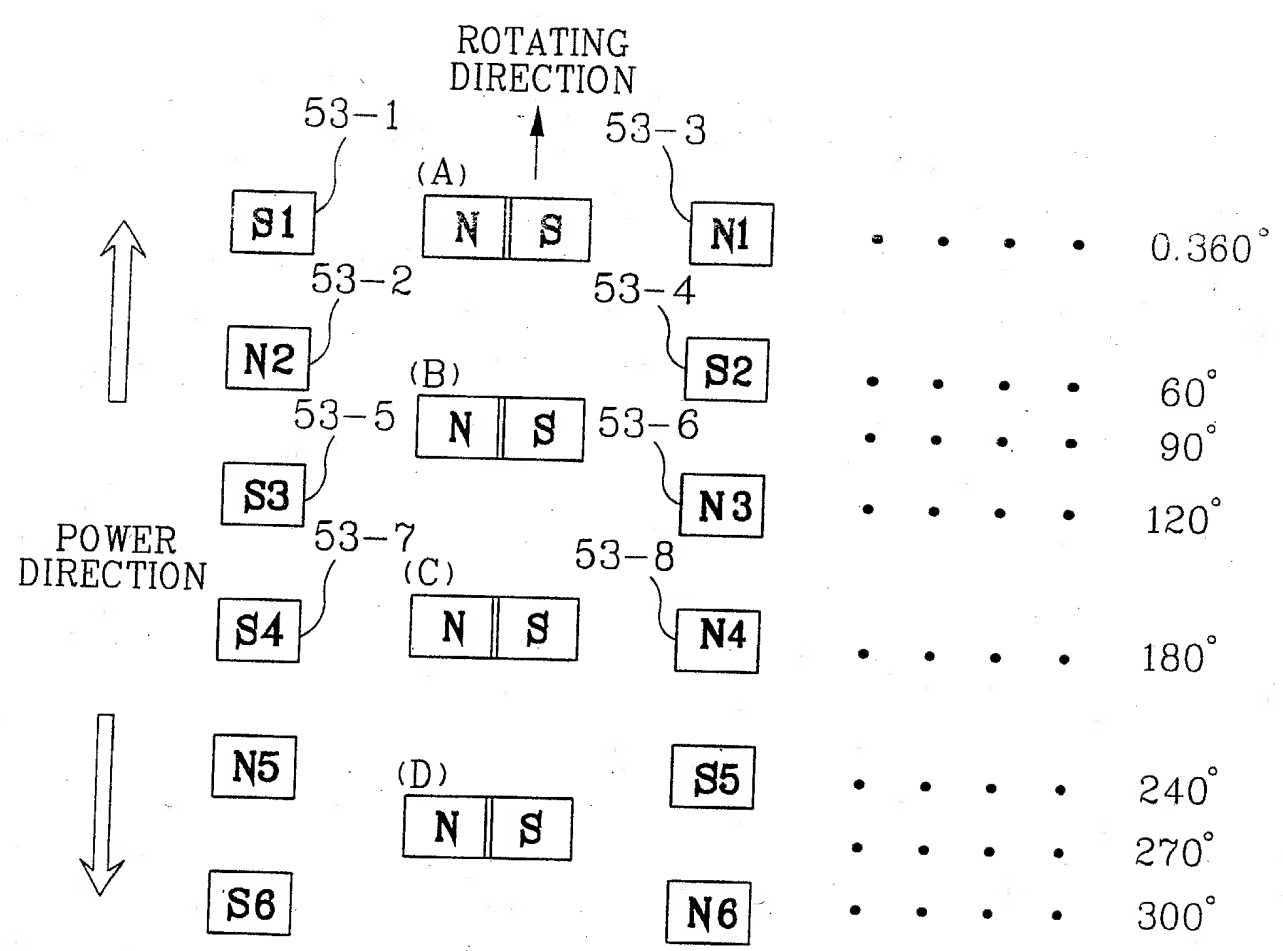 ROTATING
DIRECTION
53-1
53-3
(A)
S1
N S
N1
0.360°
53-2
53-4
N2
S2
60°
(B)
53-5
N S
53-6
90°
S3
N3
120°
POWER
DIRECTION
53-7
53-8
(C)
S4
N S
N4
180°
N5
S5
240°
(D)
N S
270°
S6
N6
300°